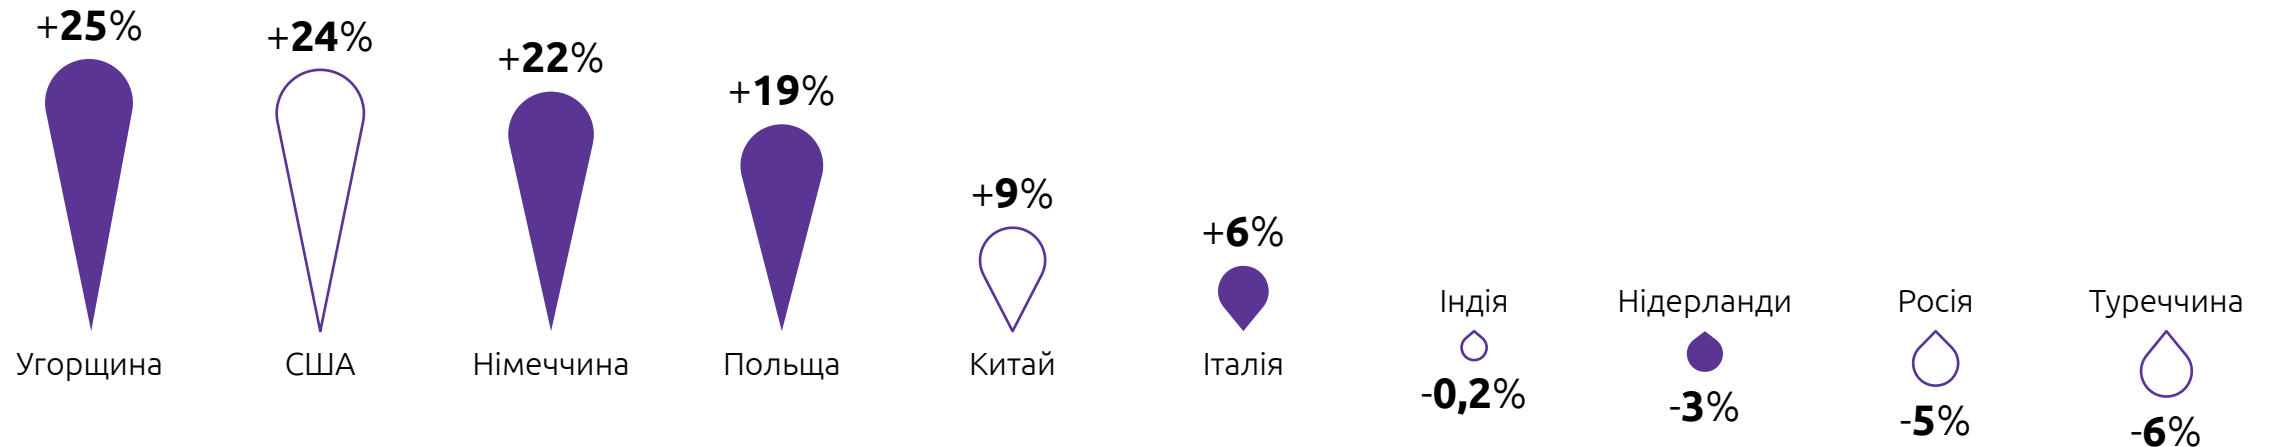 +25%
Угорщина
+24%
США
+22%
Німеччина
+19%
Польща
+9%
Китай
+6%
Італія
Індія
-0,2%
Нідерланди
-3%
Росія
-5%
Туреччина
-6%